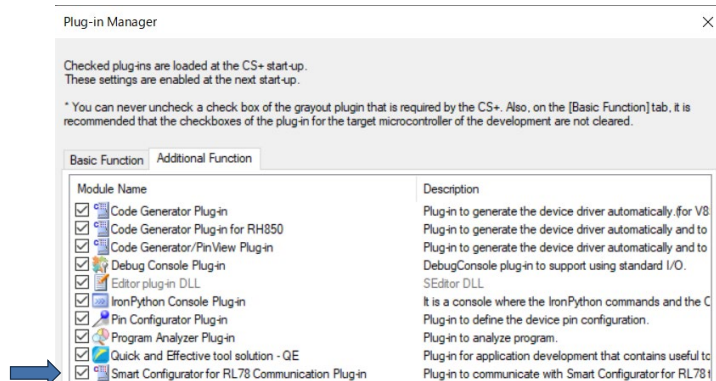 Plug-in Manager
Checked plug-ins are loaded at the CS+ start-up.
These settings are enabled at the next start-up.
* You can never uncheck a check box of the grayout plugin that is required by the CS+. Also, on the [Basic Function] tab, it is
recommended that the checkboxes of the plug-in for the target microcontroller of the development are not cleared.
Basic Function Additional Function
Module Name Description
Code Generator Plug-in Plug-in to generate the device driver automatically.(for V8
Code Generator Plug-in for RH850 Plug-in to generate the device driver automatically and to
Code Generator/PinView Plug-in Plug-in to generate the device driver automatically and to
Debug Console Plug-in DebugConsole plug-in to support using standard I/O.
Editor plug-in DLL SEditor DLL
IronPython Console Plug-in It is a console where the IronPython commands and the C
Pin Configurator Plug-in Plug-in to define the device pin configuration.
Program Analyzer Plug-in Plug-in to analyze program.
Quick and Effective tool solution - QE Plug-in for application development that contains useful to
Smart Configurator for RL78 Communication Plug-in Plug-in to communicate with Smart Configurator for RL78 t